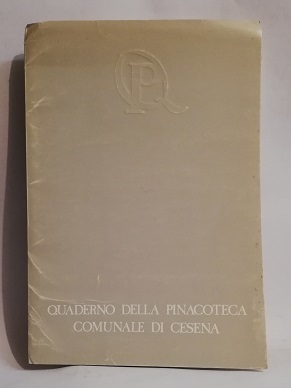 QUADERNO DELLA PINACOTECA
COMUNALE DI CESENA